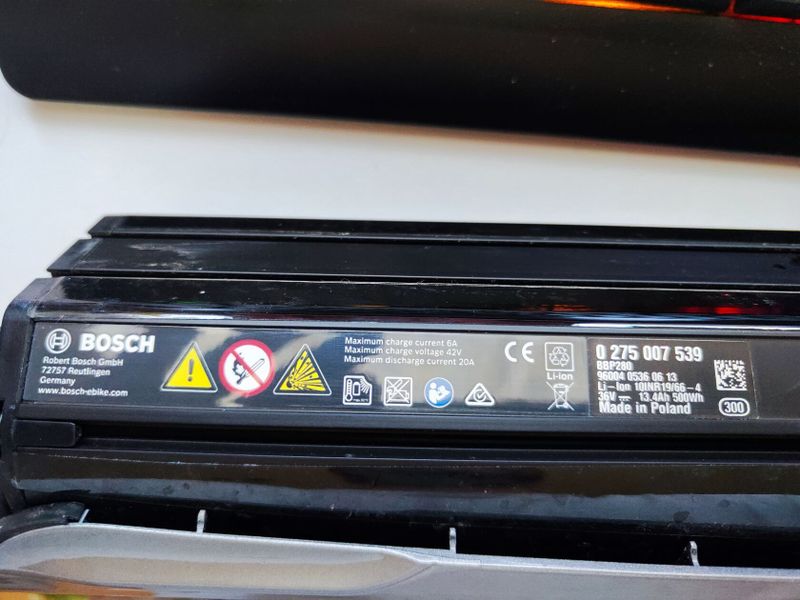 BOSCH
Robert Bosch GmbH
72757 Reutlingen
Germany
www.bosch-ebike.com
Maximum charge current 6A
Maximum charge voltage 42V
Maximum discharge current 20A
CE
Li-Ion
0 275 007 539
BBP280
96004 0536 06 13
Li-Ion 10INR19/66-4
36V 13.4Ah 500Wh
Made in Poland
300